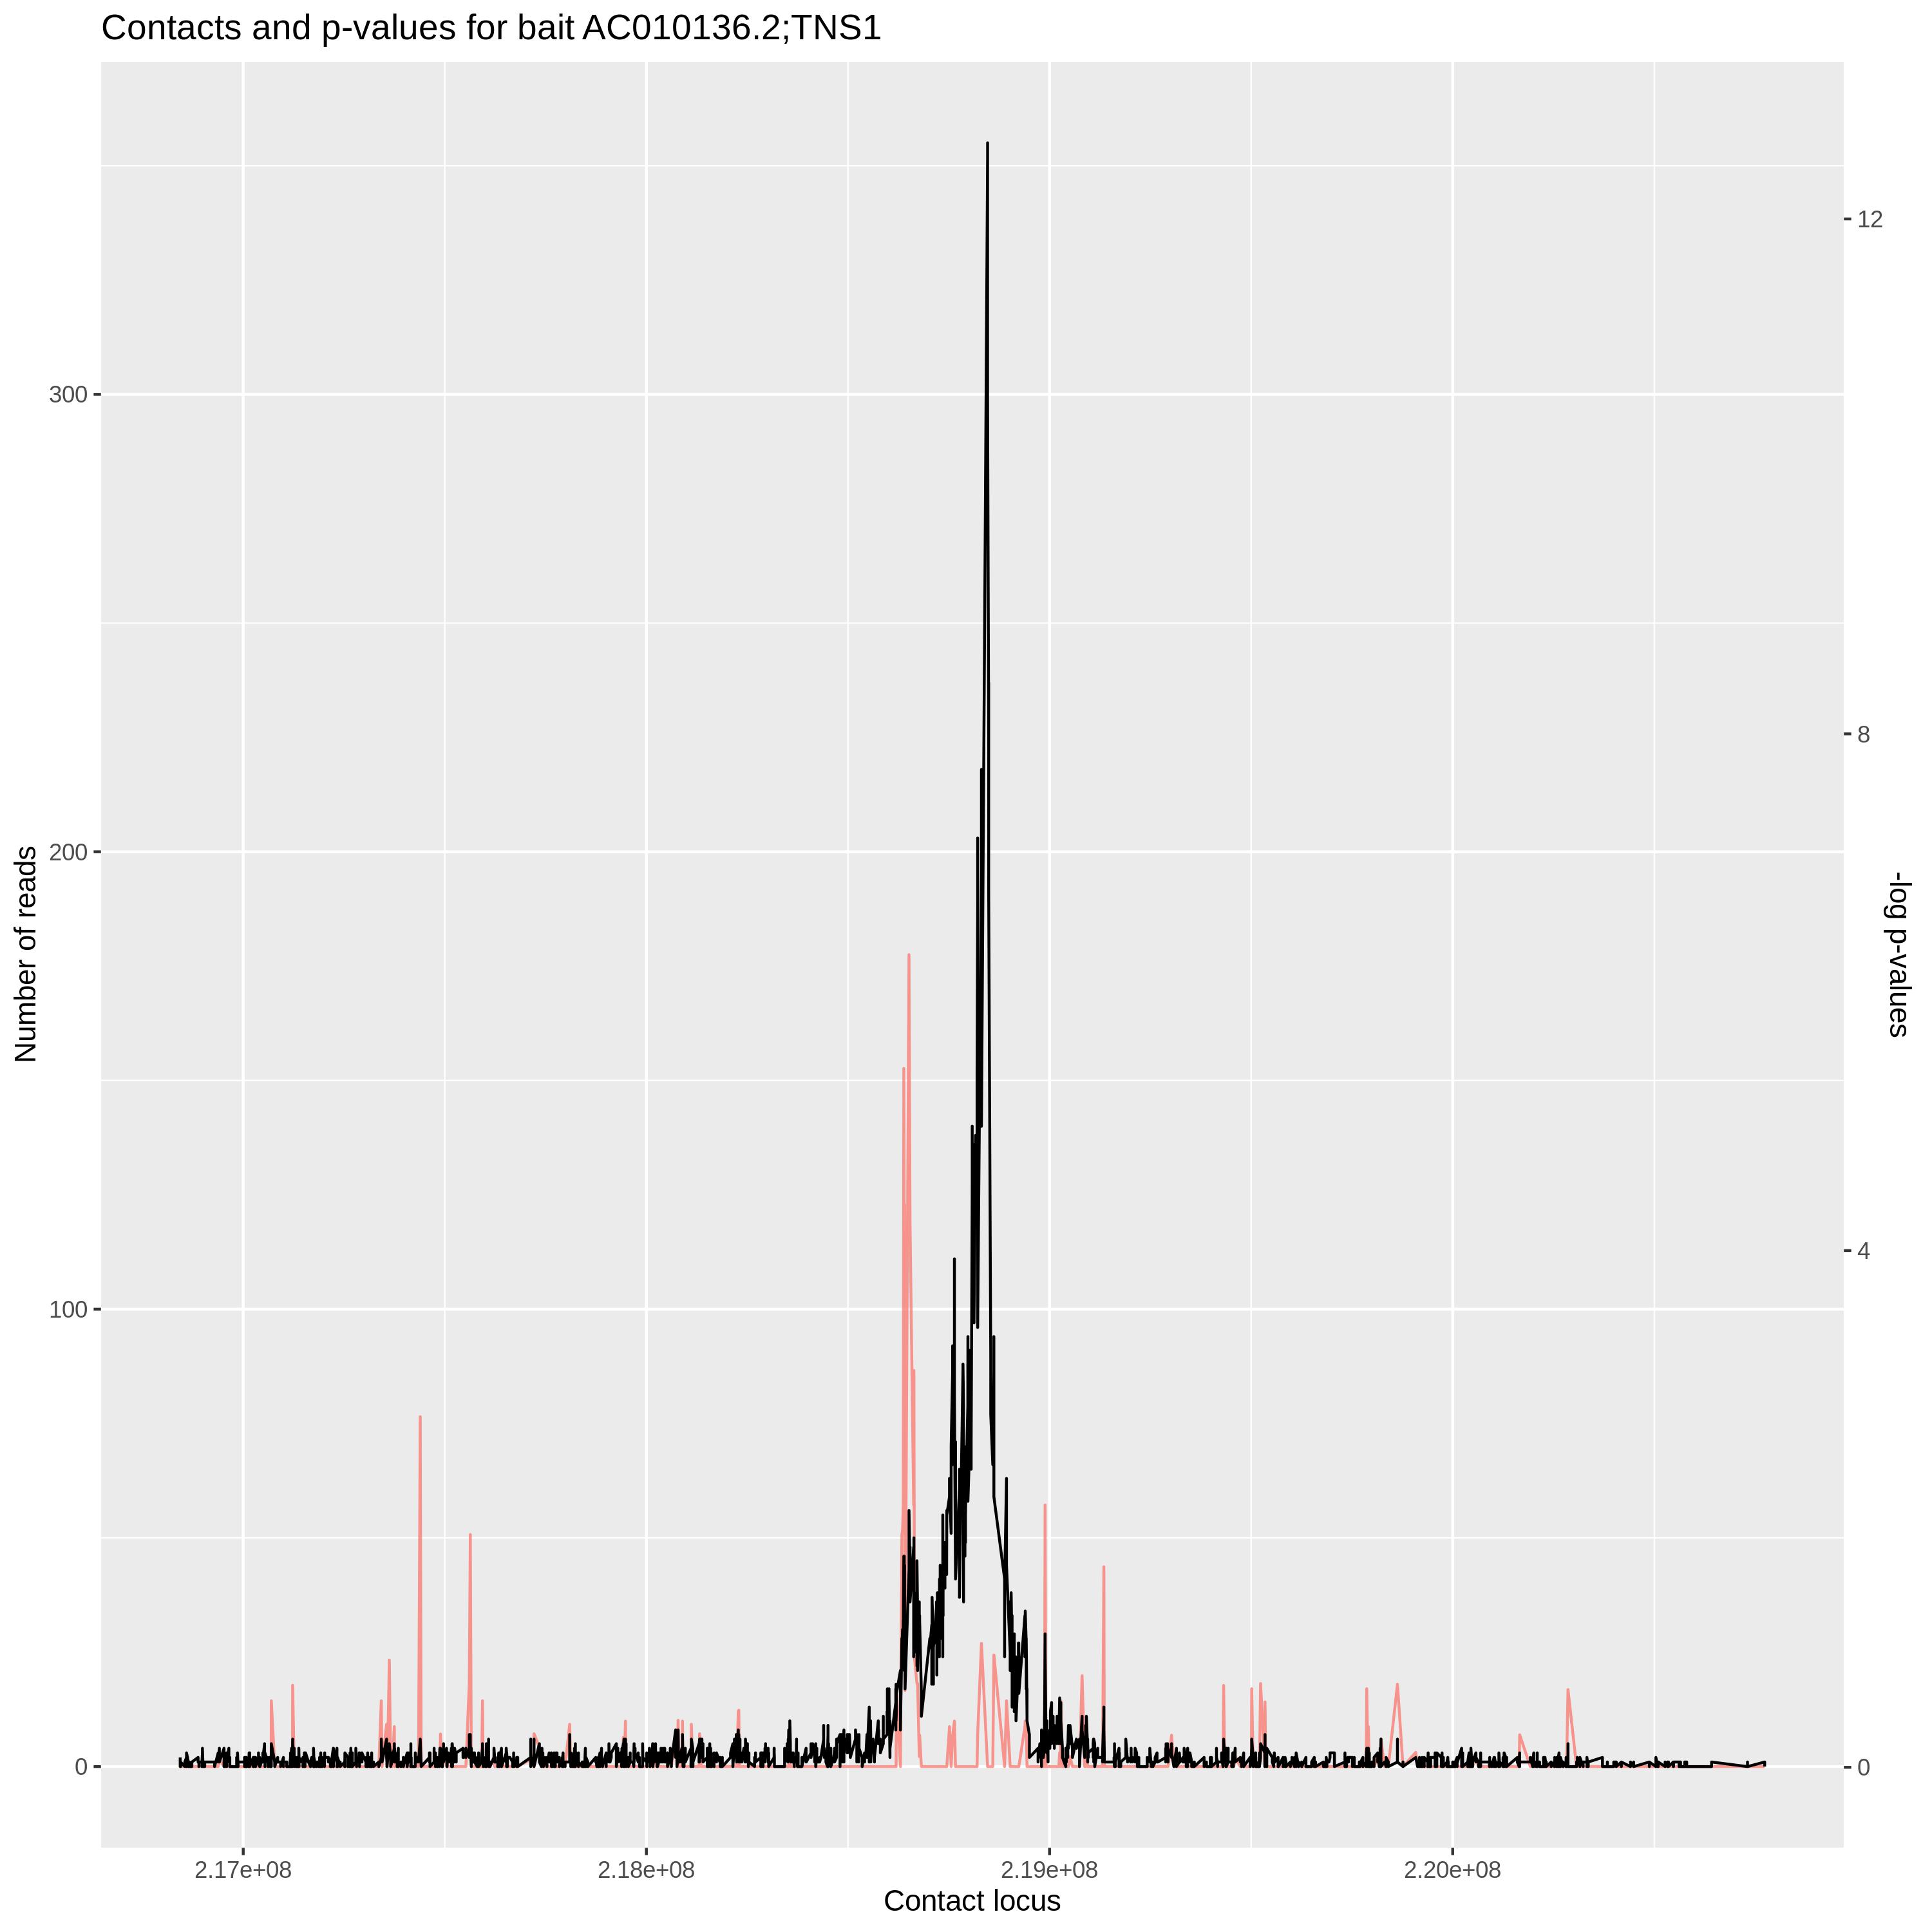 Contacts and p-values for bait AC010136.2;TNS1
Number of reads
300
200
100
0
12
8
4
0
-log p-values
2.17e+08
2.18e+08
2.19e+08
2.20e+08
Contact locus